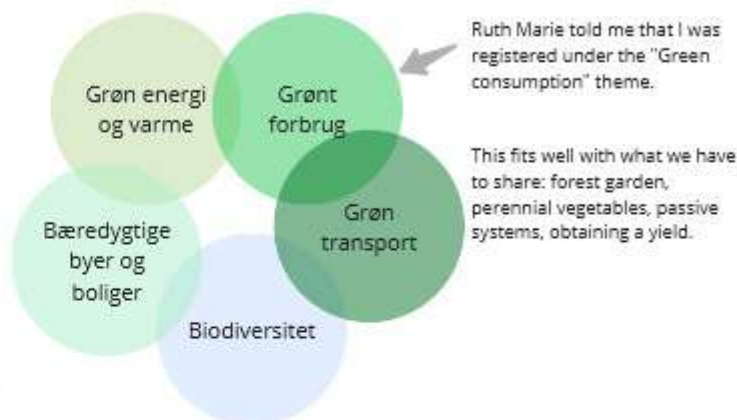 Grøn energi
og varme
Grønt
forbrug
Grøn
transport
Bæredygtige
byer og
boliger
Biodiversitet
Ruth Marie told me that I was
registered under the "Green
consumption" theme.
This fits well with what we have
to share: forest garden,
perennial vegetables, passive
systems, obtaining a yield.